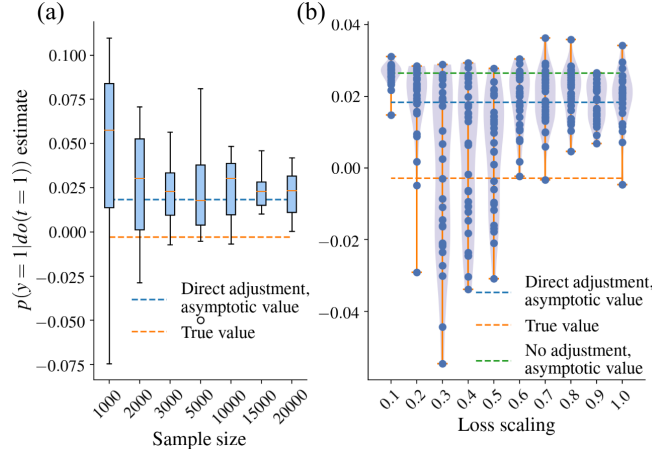 (a)
p(y = 1|do(t = 1)) estimate
0.100
0.075
0.050
0.025
0.000
−0.025
−0.050
−0.075
Direct adjustment,
asymptotic value
True value
1000
2000
3000
5000
10000
15000
20000
Sample size
(b)
0.04
0.02
0.00
−0.02
−0.04
Direct adjustment,
asymptotic value
True value
No adjustment,
asymptotic value
0.1
0.2
0.3
0.4
0.5
0.6
0.7
0.8
0.9
1.0
Loss scaling